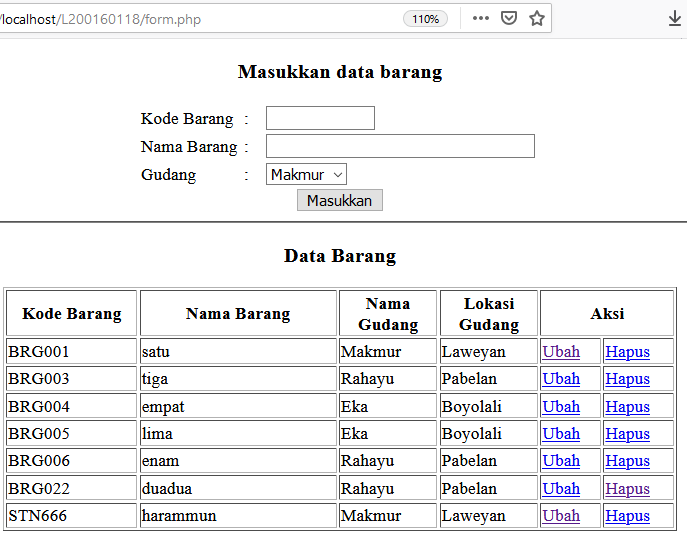 /localhost/L200160118/form.php 110%
Masukkan data barang
Kode Barang :
Nama Barang :
Gudang : Makmur
Masukkan
Data Barang
Kode Barang Nama Barang Nama Gudang Lokasi Gudang Aksi
BRG001 satu Makmur Laweyan Ubah Hapus
BRG003 tiga Rahayu Pabelan Ubah Hapus
BRG004 empat Eka Boyolali Ubah Hapus
BRG005 lima Eka Boyolali Ubah Hapus
BRG006 enam Rahayu Pabelan Ubah Hapus
BRG022 duadua Rahayu Pabelan Ubah Hapus
STN666 harammun Makmur Laweyan Ubah Hapus